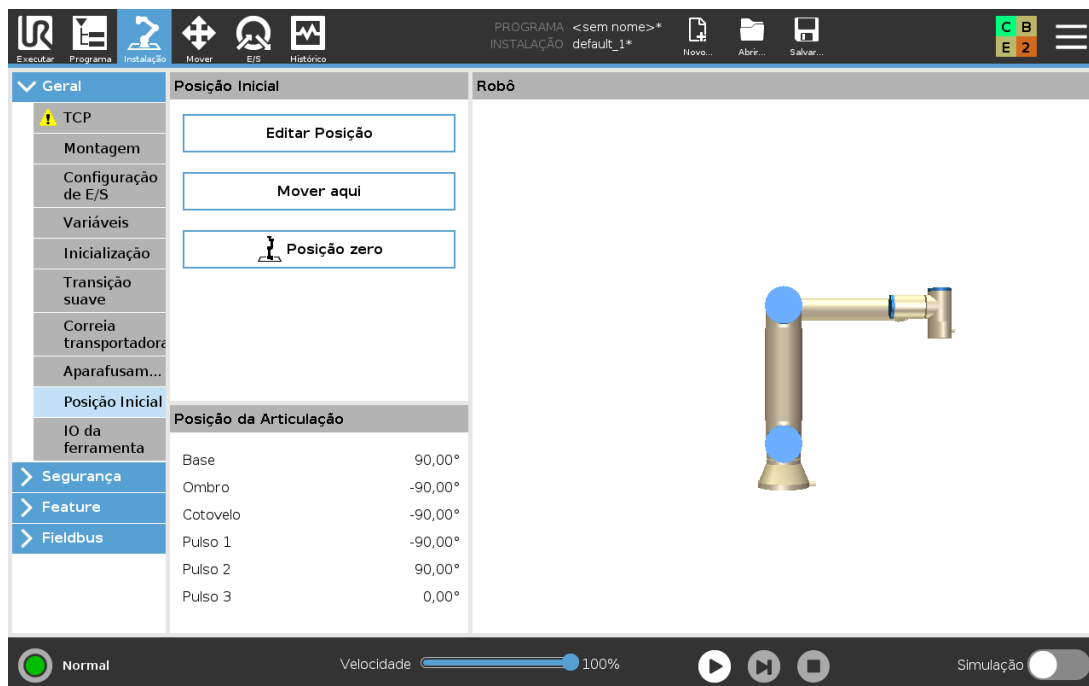 PROGRAMA <sem nome>*
INSTALAÇÃO default_1*
Executar Programa Instalação Mover E/S Histórico Novo... Abrir... Salvar...
C B
E 2
Geral
TCP
Montagem
Configuração
de E/S
Variáveis
Inicialização
Transição
suave
Correia
transportadora
Aparafusam...
Posição Inicial
IO da
ferramenta
Segurança
Feature
Fieldbus
Posição Inicial
Editar Posição
Mover aqui
Posição zero
Posição da Articulação
Base 90,00°
Ombro -90,00°
Cotovelo -90,00°
Pulso 1 -90,00°
Pulso 2 90,00°
Pulso 3 0,00°
Robô
Normal
Velocidade 100%
Simulação